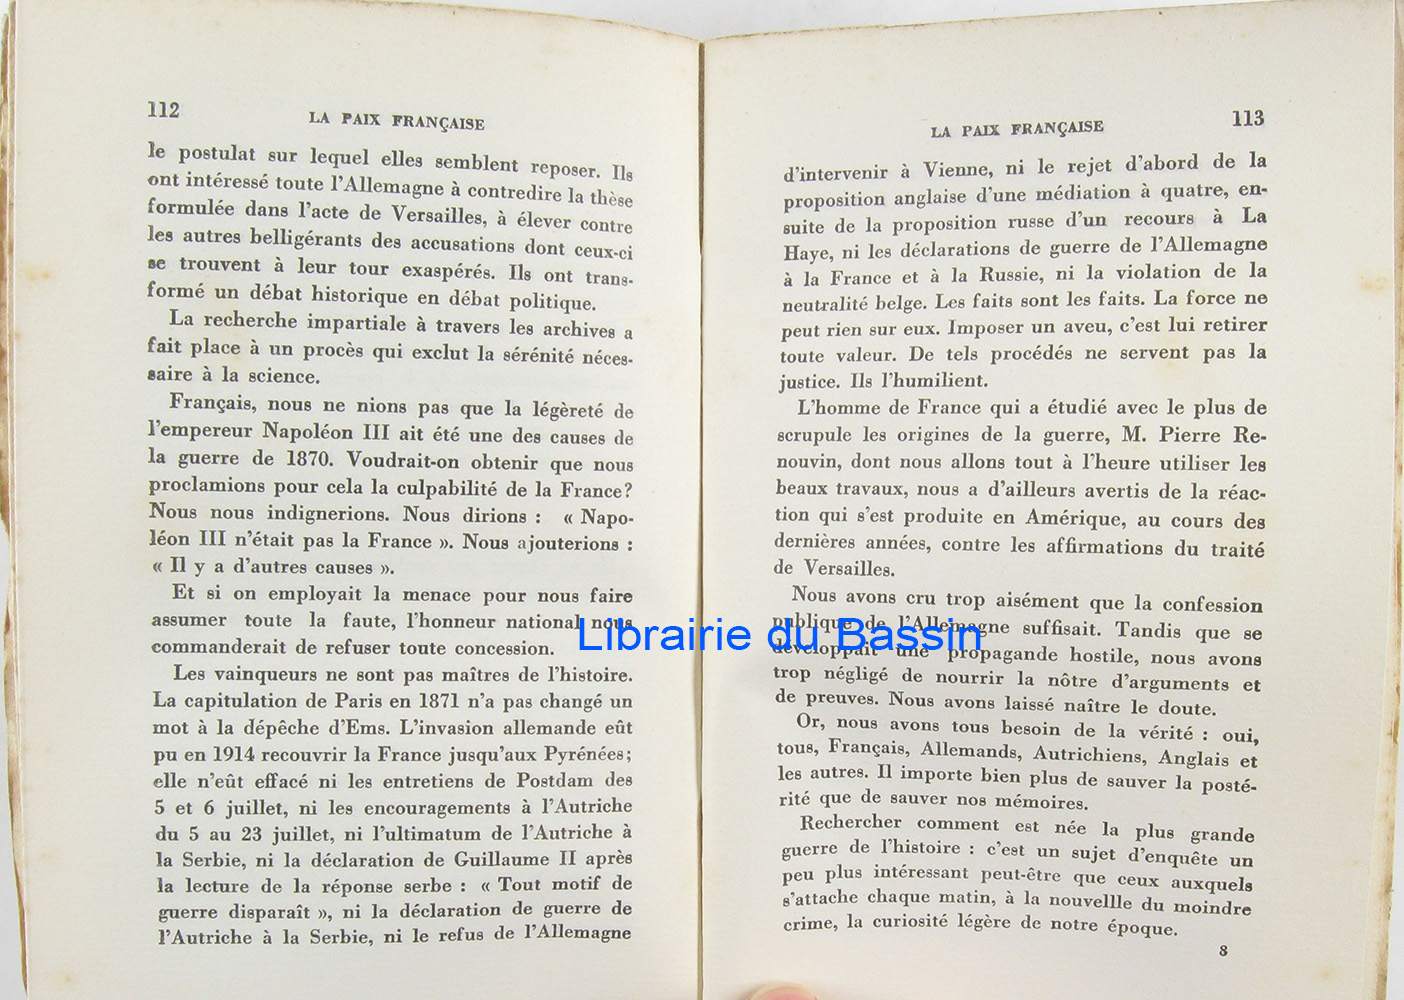 112
LA PAIX FRANÇAISE
le postulat sur lequel elles semblent reposer. Ils
ont intéressé toute l'Allemagne à contredire la thèse
formulée dans l'acte de Versailles, à élever contre
les autres belligérants des accusations dont ceux-ci
se trouvent à leur tour exaspérés. Ils ont trans-
formé un débat historique en débat politique.
La recherche impartiale à travers les archives a
fait place à un procès qui exclut la sérénité néces-
saire à la science.
Français, nous ne nions pas que la légèreté de
l'empereur Napoléon III ait été une des causes de
la guerre de 1870. Voudrait-on obtenir que nous
proclamions pour cela la culpabilité de la France?
Nous nous indignerions. Nous dirions : « Napo-
léon III n'était pas la France ». Nous ajouterions :
« Il y a d'autres causes ».
Et si on employait la menace pour nous faire
assumer toute la faute, l'honneur national nous
commanderait de refuser toute concession.
Les vainqueurs ne sont pas maîtres de l'histoire.
La capitulation de Paris en 1871 n'a pas changé un
mot à la dépêche d'Ems. L'invasion allemande eût
pu en 1914 recouvrir la France jusqu'aux Pyrénées;
elle n'eût effacé ni les entretiens de Postdam des
5 et 6 juillet, ni les encouragements à l'Autriche
du 5 au 23 juillet, ni l'ultimatum de l'Autriche à
la Serbie, ni la déclaration de Guillaume II après
la lecture de la réponse serbe : « Tout motif de
guerre disparaît », ni la déclaration de guerre de
l'Autriche à la Serbie, ni le refus de l'Allemagne
LA PAIX FRANÇAISE
113
d'intervenir à Vienne, ni le rejet d'abord de la
proposition anglaise d'une médiation à quatre, en-
suite de la proposition russe d'un recours à La
Haye, ni les déclarations de guerre de l'Allemagne
à la France et à la Russie, ni la violation de la
neutralité belge. Les faits sont les faits. La force ne
peut rien sur eux. Imposer un aveu, c'est lui retirer
toute valeur. De tels procédés ne servent pas la
justice. Ils l'humilient.
L'homme de France qui a étudié avec le plus de
scrupule les origines de la guerre, M. Pierre Re-
nouvin, dont nous allons tout à l'heure utiliser les
beaux travaux, nous a d'ailleurs avertis de la réac-
tion qui s'est produite en Amérique, au cours des
dernières années, contre les affirmations du traité
de Versailles.
Nous avons cru trop aisément que la confession
publique de l'Allemagne suffisait. Tandis que se
développait une propagande hostile, nous avons
trop négligé de nourrir la nôtre d'arguments et
de preuves. Nous avons laissé naître le doute.
Or, nous avons tous besoin de la vérité : oui,
tous, Français, Allemands, Autrichiens, Anglais et
les autres. Il importe bien plus de sauver la posté-
rité que de sauver nos mémoires.
Rechercher comment est née la plus grande
guerre de l'histoire : c'est un sujet d'enquête un
peu plus intéressant peut-être que ceux auxquels
s'attache chaque matin, à la nouvellle du moindre
crime, la curiosité légère de notre époque.
8
Librairie du Bassin